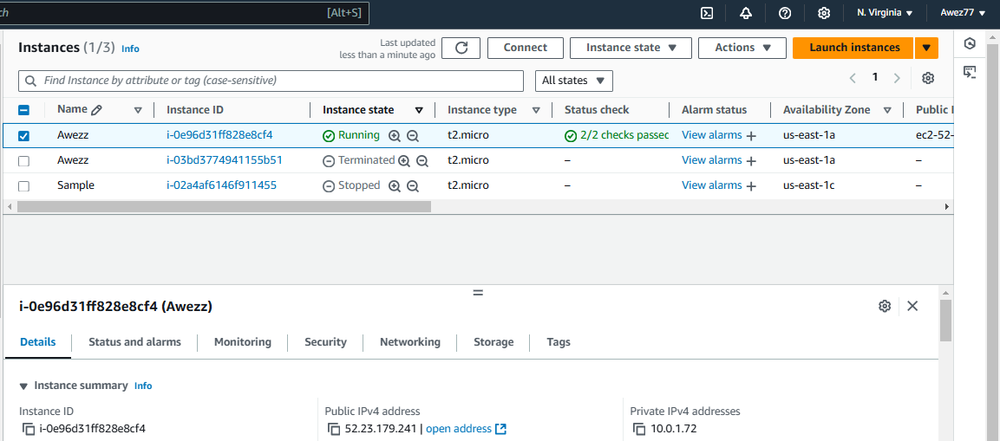 ch [Alt+S] N. Virginia Awez77
Instances (1/3) Info Last updated less than a minute ago Connect Instance state Actions Launch instances
Find Instance by attribute or tag (case-sensitive) All states 1
Name Instance ID Instance state Instance type Status check Alarm status Availability Zone Public I
Awezz i-0e96d31ff828e8cf4 Running t2.micro 2/2 checks passec View alarms + us-east-1a ec2-52-
Awezz i-03bd3774941155b51 Terminated t2.micro – View alarms + us-east-1a –
Sample i-02a4af6146f911455 Stopped t2.micro – View alarms + us-east-1c –
i-0e96d31ff828e8cf4 (Awezz)
Details Status and alarms Monitoring Security Networking Storage Tags
Instance summary Info
Instance ID Public IPv4 address Private IPv4 addresses
i-0e96d31ff828e8cf4 52.23.179.241 | open address 10.0.1.72